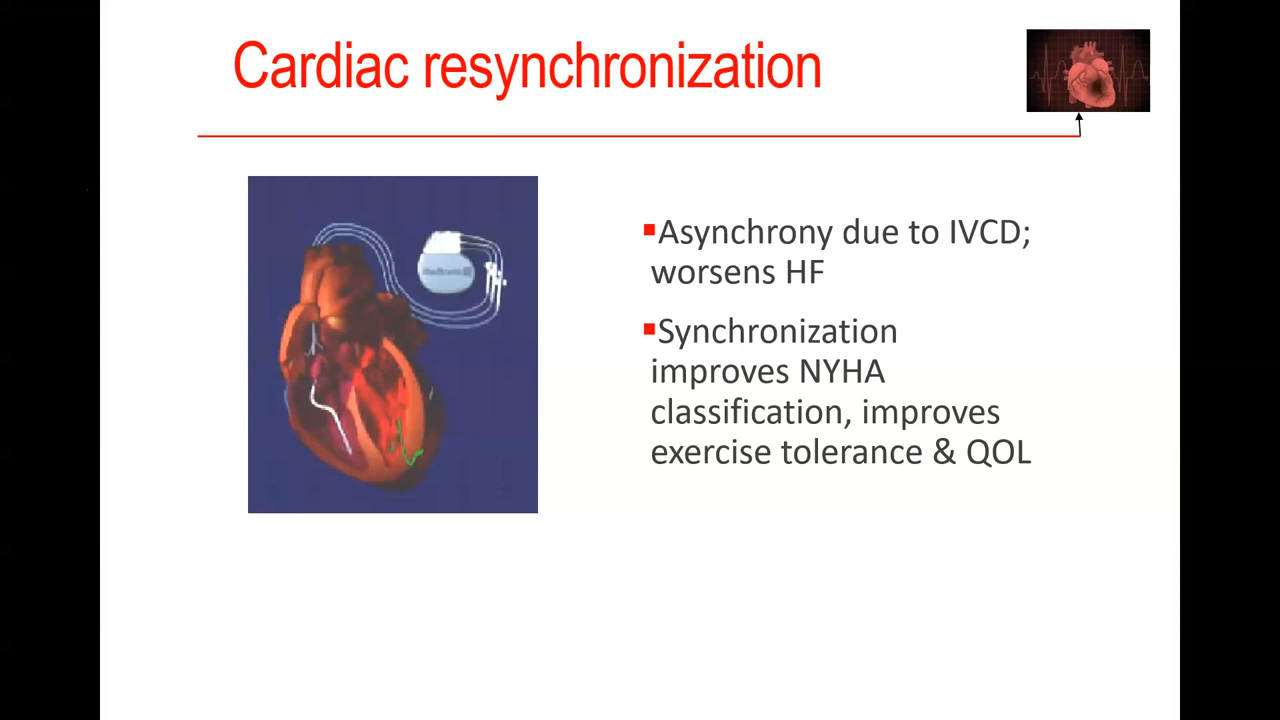 Cardiac resynchronization
▪Asynchrony due to IVCD;
worsens HF
▪Synchronization
improves NYHA
classification, improves
exercise tolerance & QOL